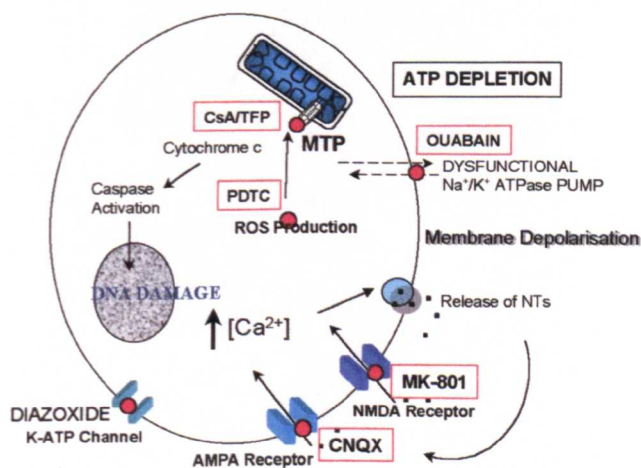 ATP DEPLETION
CsA/TFP
MTP
OUABAIN
Cytochrome c
DYSFUNCTIONAL
Na⁺/K⁺ ATPase PUMP
Caspase
Activation
PDTC
ROS Production
Membrane Depolarisation
DNA DAMAGE
Release of NTs
[Ca²⁺]
MK-801
NMDA Receptor
DIAZOXIDE
K-ATP Channel
CNQX
AMPA Receptor